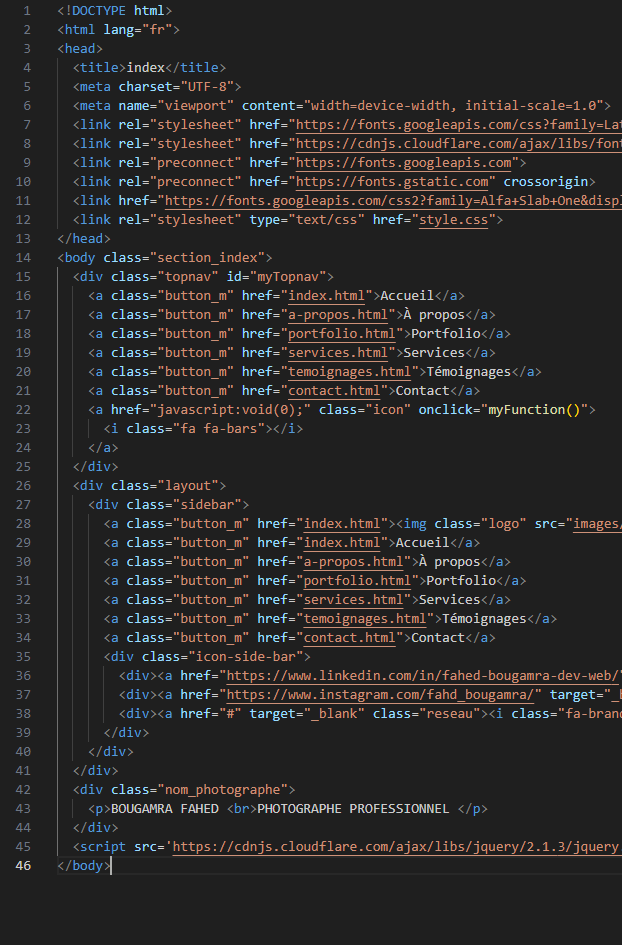 1 <!DOCTYPE html>
2 <html lang="fr">
3 <head>
4 <title>index</title>
5 <meta charset="UTF-8">
6 <meta name="viewport" content="width=device-width, initial-scale=1.0">
7 <link rel="stylesheet" href="https://fonts.googleapis.com/css?family=Lat
8 <link rel="stylesheet" href="https://cdnjs.cloudflare.com/ajax/libs/font
9 <link rel="preconnect" href="https://fonts.googleapis.com">
10 <link rel="preconnect" href="https://fonts.gstatic.com" crossorigin>
11 <link href="https://fonts.googleapis.com/css2?family=Alfa+Slab+One&displ
12 <link rel="stylesheet" type="text/css" href="style.css">
13 </head>
14 <body class="section_index">
15 <div class="topnav" id="myTopnav">
16 <a class="button_m" href="index.html">Accueil</a>
17 <a class="button_m" href="a-propos.html">À propos</a>
18 <a class="button_m" href="portfolio.html">Portfolio</a>
19 <a class="button_m" href="services.html">Services</a>
20 <a class="button_m" href="temoignages.html">Témoignages</a>
21 <a class="button_m" href="contact.html">Contact</a>
22 <a href="javascript:void(0);" class="icon" onclick="myFunction()">
23 <i class="fa fa-bars"></i>
24 </a>
25 </div>
26 <div class="layout">
27 <div class="sidebar">
28 <a class="button_m" href="index.html"><img class="logo" src="images/
29 <a class="button_m" href="index.html">Accueil</a>
30 <a class="button_m" href="a-propos.html">À propos</a>
31 <a class="button_m" href="portfolio.html">Portfolio</a>
32 <a class="button_m" href="services.html">Services</a>
33 <a class="button_m" href="temoignages.html">Témoignages</a>
34 <a class="button_m" href="contact.html">Contact</a>
35 <div class="icon-side-bar">
36 <div><a href="https://www.linkedin.com/in/fahed-bougamra-dev-web/"
37 <div><a href="https://www.instagram.com/fahd_bougamra/" target="_b
38 <div><a href="#" target="_blank" class="reseau"><i class="fa-bran
39 </div>
40 </div>
41 </div>
42 <div class="nom_photographe">
43 <p>BOUGAMRA FAHED <br>PHOTOGRAPHE PROFESSIONNEL </p>
44 </div>
45 <script src='https://cdnjs.cloudflare.com/ajax/libs/jquery/2.1.3/jquery.
46 </body>